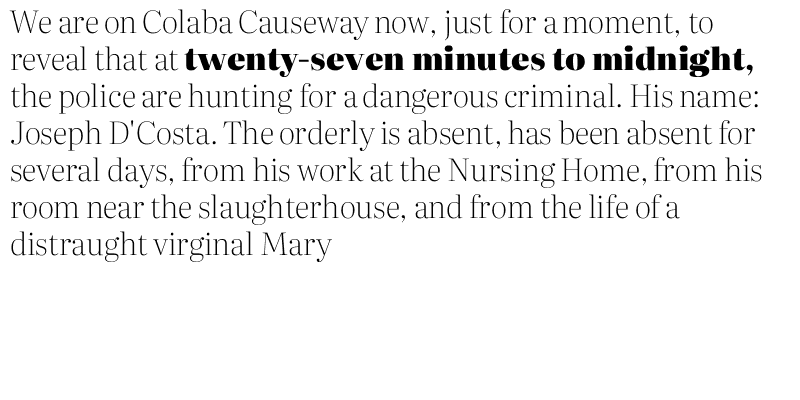 We are on Colaba Causeway now, just for a moment, to
reveal that at twenty-seven minutes to midnight,
the police are hunting for a dangerous criminal. His name:
Joseph D'Costa. The orderly is absent, has been absent for
several days, from his work at the Nursing Home, from his
room near the slaughterhouse, and from the life of a
distraught virginal Mary